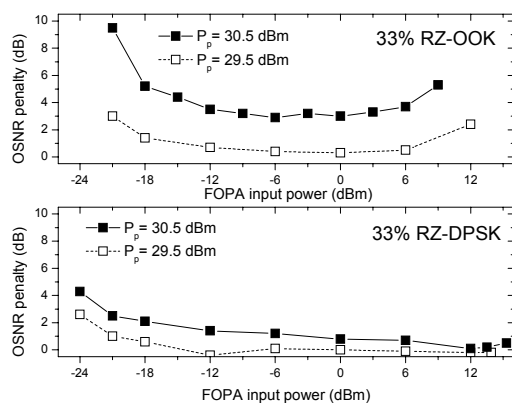 33% RZ-OOK
P_p = 30.5 dBm
P_p = 29.5 dBm
OSNR penalty (dB)
10
8
6
4
2
0
-24 -18 -12 -6 0 6 12
FOPA input power (dBm)
33% RZ-DPSK
P_p = 30.5 dBm
P_p = 29.5 dBm
OSNR penalty (dB)
10
8
6
4
2
0
-24 -18 -12 -6 0 6 12
FOPA input power (dBm)